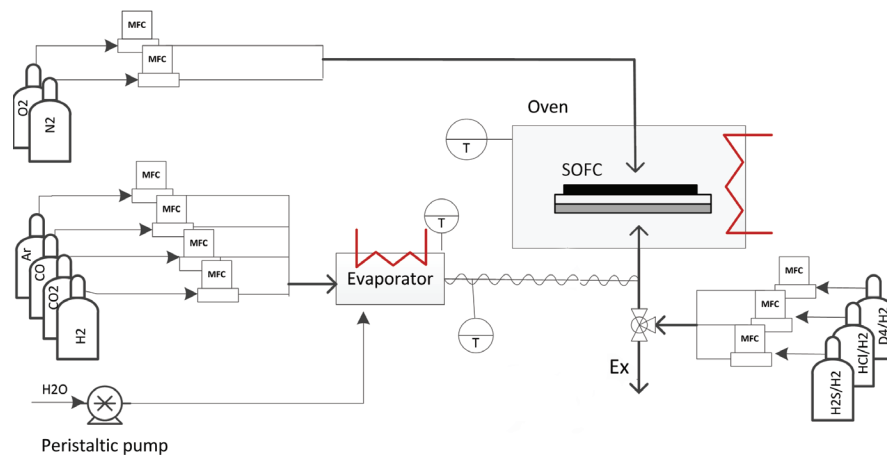 MFC
MFC
O2
N2
Oven
T
SOFC
MFC
MFC
MFC
MFC
Ar
CO
CO2
H2
T
Evaporator
T
MFC
MFC
MFC
D4/H2
HCl/H2
H2S/H2
Ex
H2O
Peristaltic pump